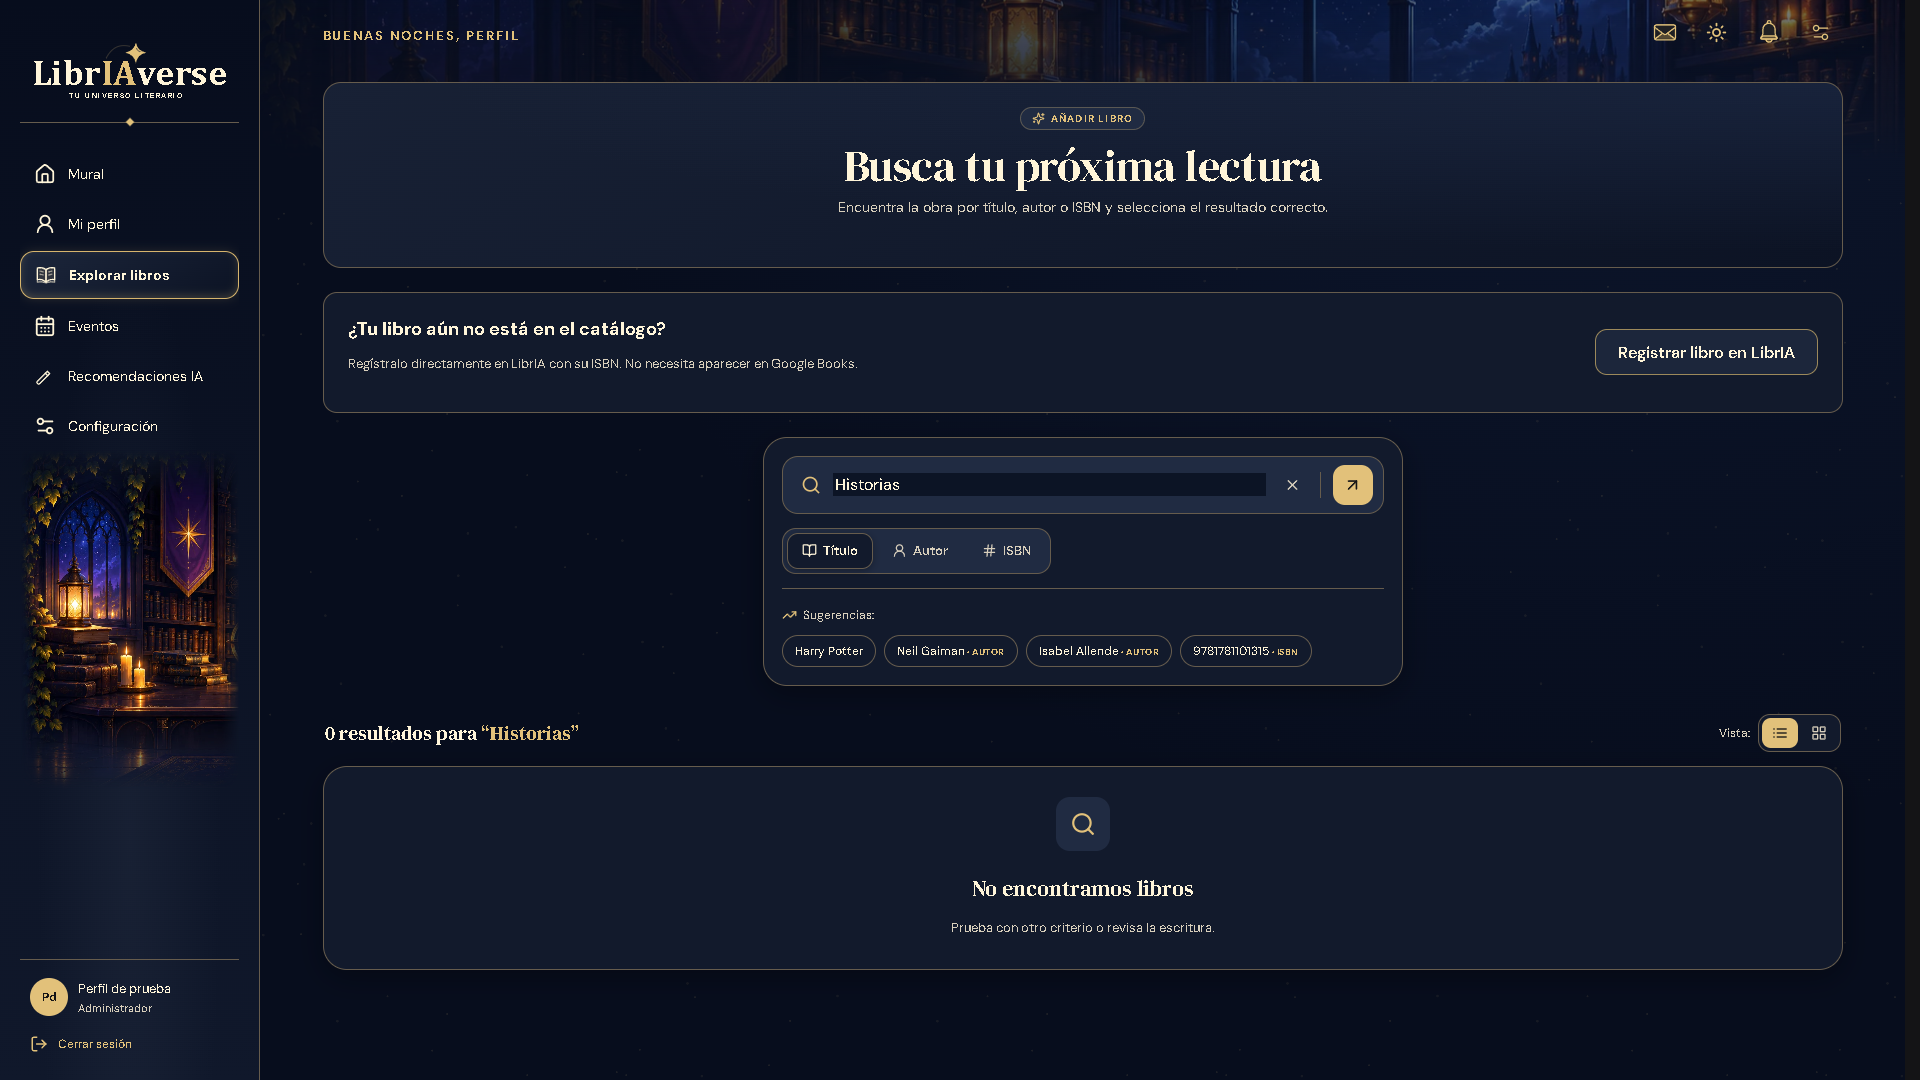 LibrIAverse
TU UNIVERSO LITERARIO
Mural
Mi perfil
Explorar libros
Eventos
Recomendaciones IA
Configuración
Pd
Perfil de prueba
Administrador
Cerrar sesión
BUENAS NOCHES, PERFIL
AÑADIR LIBRO
Busca tu próxima lectura
Encuentra la obra por título, autor o ISBN y selecciona el resultado correcto.
¿Tu libro aún no está en el catálogo?
Regístralo directamente en LibrIA con su ISBN. No necesita aparecer en Google Books.
Registrar libro en LibrIA
Historias
Título Autor ISBN
Sugerencias:
Harry Potter Neil Gaiman · AUTOR Isabel Allende · AUTOR 9781781101315 · ISBN
0 resultados para “Historias”
Vista:
No encontramos libros
Prueba con otro criterio o revisa la escritura.